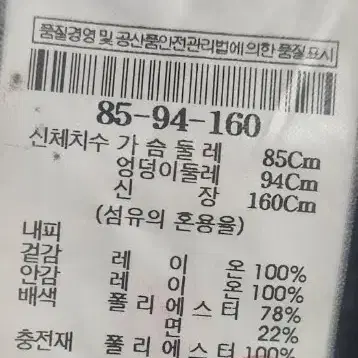 품질경영 및 공산품안전관리법에 의한 품질표시
85-94-160
신체치수 가 슴 둘 레 85Cm
엉덩이둘레 94Cm
신 장 160Cm
(섬유의 혼용율)
내피
겉감 레 이 온 100%
안감 레 이 온 100%
배색 폴 리 에 스 터 78%
면 22%
충전재 폴 리 에 스 터 100%